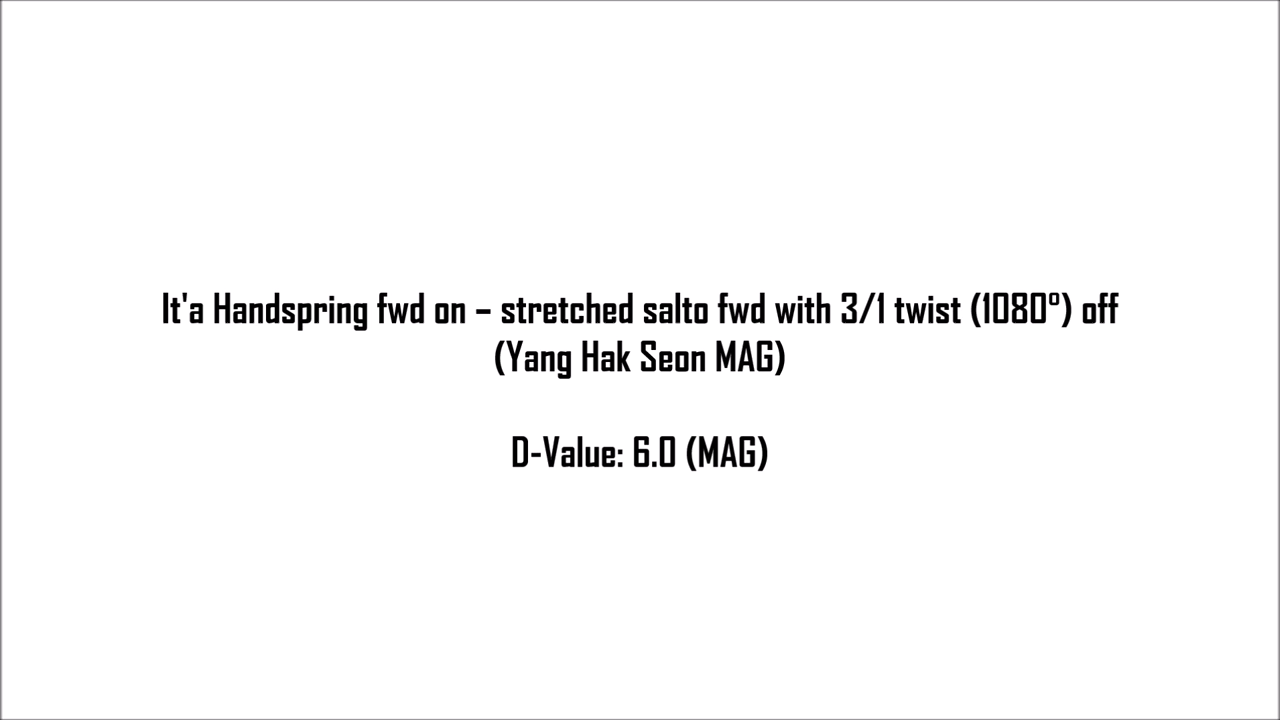 It'a Handspring fwd on – stretched salto fwd with 3/1 twist (1080º) off
(Yang Hak Seon MAG)
D-Value: 6.0 (MAG)